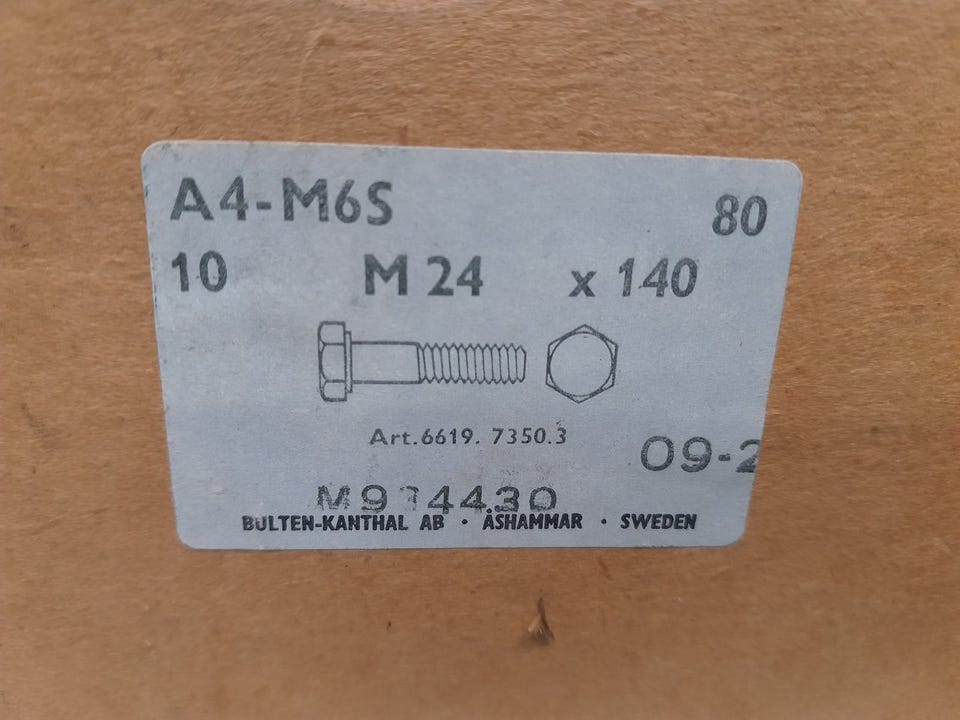 A4-M6S 80
10 M 24 x 140
Art.6619. 7350.3
09-2
BULTEN-KANTHAL AB · ÅSHAMMAR · SWEDEN